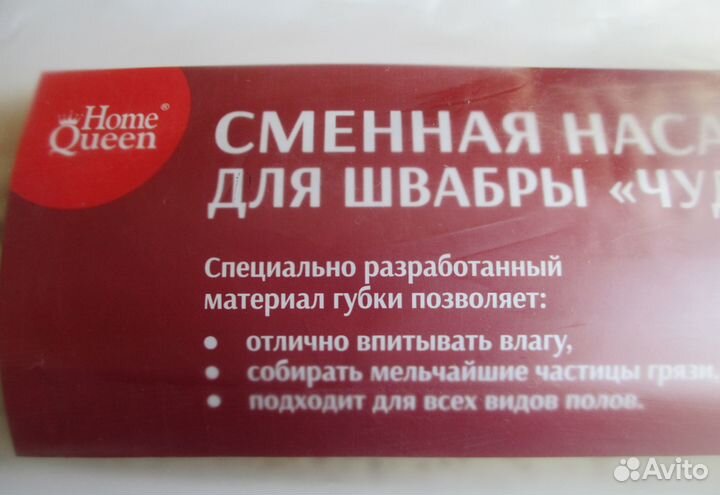 Home
Queen®
СМЕННАЯ НАСА
ДЛЯ ШВАБРЫ «ЧУД
Специально разработанный
материал губки позволяет:
• отлично впитывать влагу,
• собирать мельчайшие частицы грязи.
• подходит для всех видов полов.
Avito